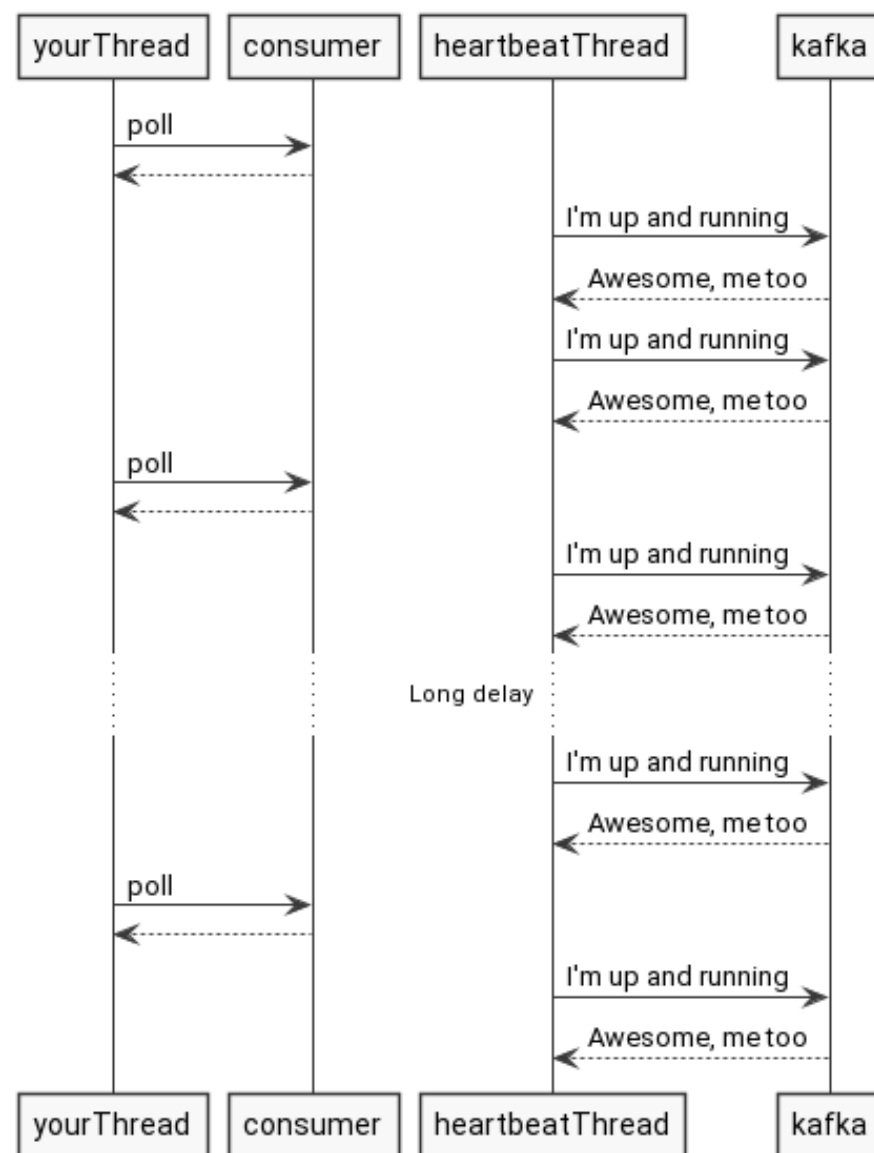 yourThread consumer heartbeatThread kafka
poll
I'm up and running
Awesome, me too
I'm up and running
Awesome, me too
poll
I'm up and running
Awesome, me too
Long delay
I'm up and running
Awesome, me too
poll
I'm up and running
Awesome, me too
yourThread consumer heartbeatThread kafka